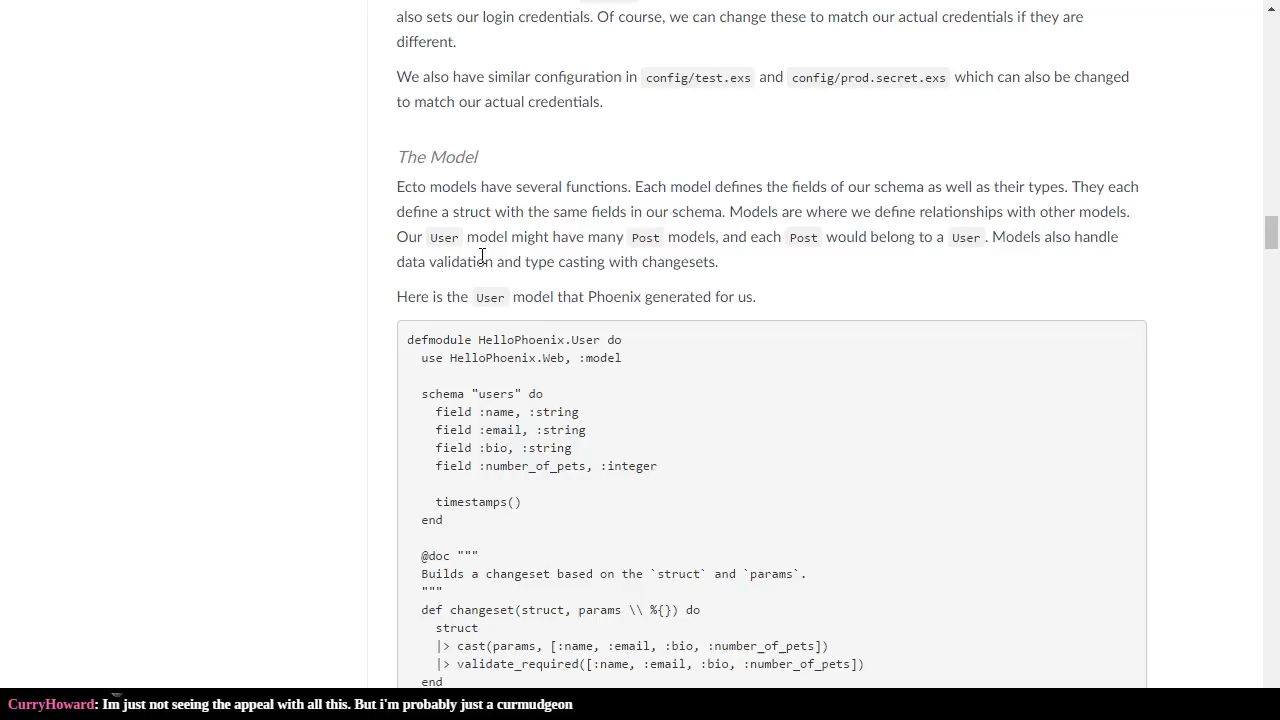 also sets our login credentials. Of course, we can change these to match our actual credentials if they are
different.
We also have similar configuration in config/test.exs and config/prod.secret.exs which can also be changed
to match our actual credentials.
The Model
Ecto models have several functions. Each model defines the fields of our schema as well as their types. They each
define a struct with the same fields in our schema. Models are where we define relationships with other models.
Our User model might have many Post models, and each Post would belong to a User. Models also handle
data validation and type casting with changesets.
Here is the User model that Phoenix generated for us.
defmodule HelloPhoenix.User do
  use HelloPhoenix.Web, :model
  schema "users" do
    field :name, :string
    field :email, :string
    field :bio, :string
    field :number_of_pets, :integer
    timestamps()
  end
  @doc """
  Builds a changeset based on the `struct` and `params`.
  """
  def changeset(struct, params \\ %{}) do
    struct
    |> cast(params, [:name, :email, :bio, :number_of_pets])
    |> validate_required([:name, :email, :bio, :number_of_pets])
  end
CurryHoward: Im just not seeing the appeal with all this. But i'm probably just a curmudgeon